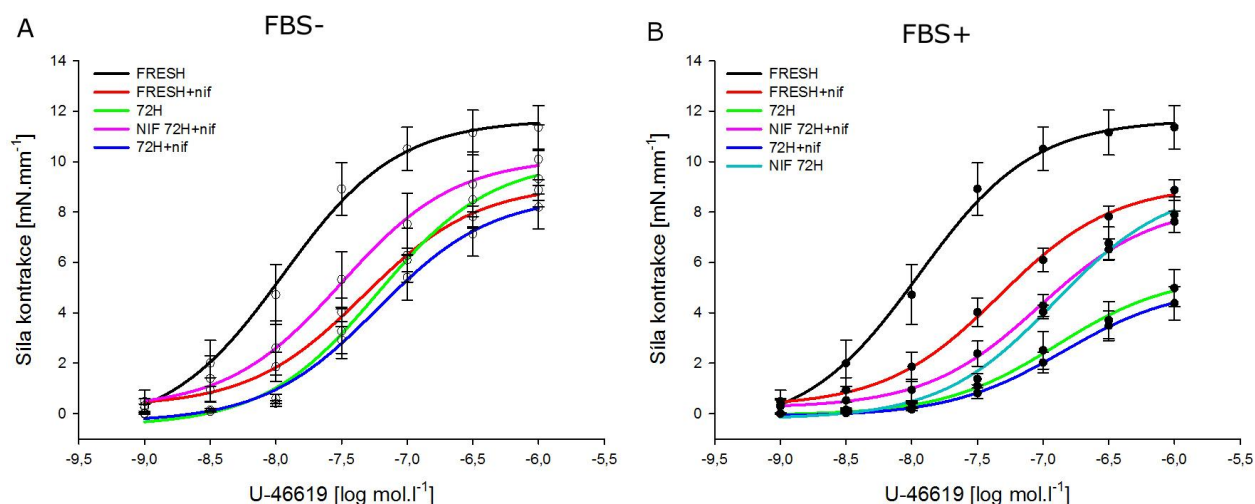 A
FBS-
14
12
10
8
6
4
2
0
Síla kontrakce [mN.mm⁻¹]
FRESH
FRESH+nif
72H
NIF 72H+nif
72H+nif
-9,5 -9,0 -8,5 -8,0 -7,5 -7,0 -6,5 -6,0 -5,5
U-46619 [log mol.l⁻¹]
B
FBS+
14
12
10
8
6
4
2
0
Síla kontrakce [mN.mm⁻¹]
FRESH
FRESH+nif
72H
NIF 72H+nif
72H+nif
NIF 72H
-9,5 -9,0 -8,5 -8,0 -7,5 -7,0 -6,5 -6,0 -5,5
U-46619 [log mol.l⁻¹]